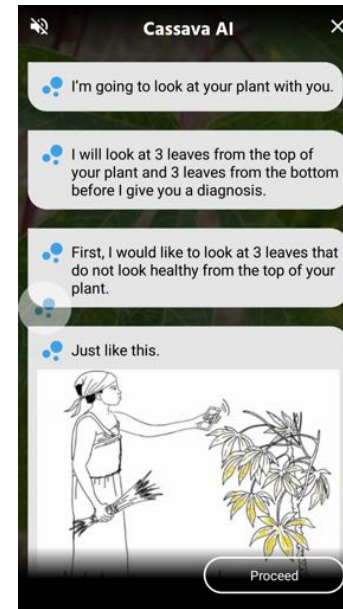 Cassava AI
I'm going to look at your plant with you.
I will look at 3 leaves from the top of
your plant and 3 leaves from the bottom
before I give you a diagnosis.
First, I would like to look at 3 leaves that
do not look healthy from the top of your
plant.
Just like this.
Proceed